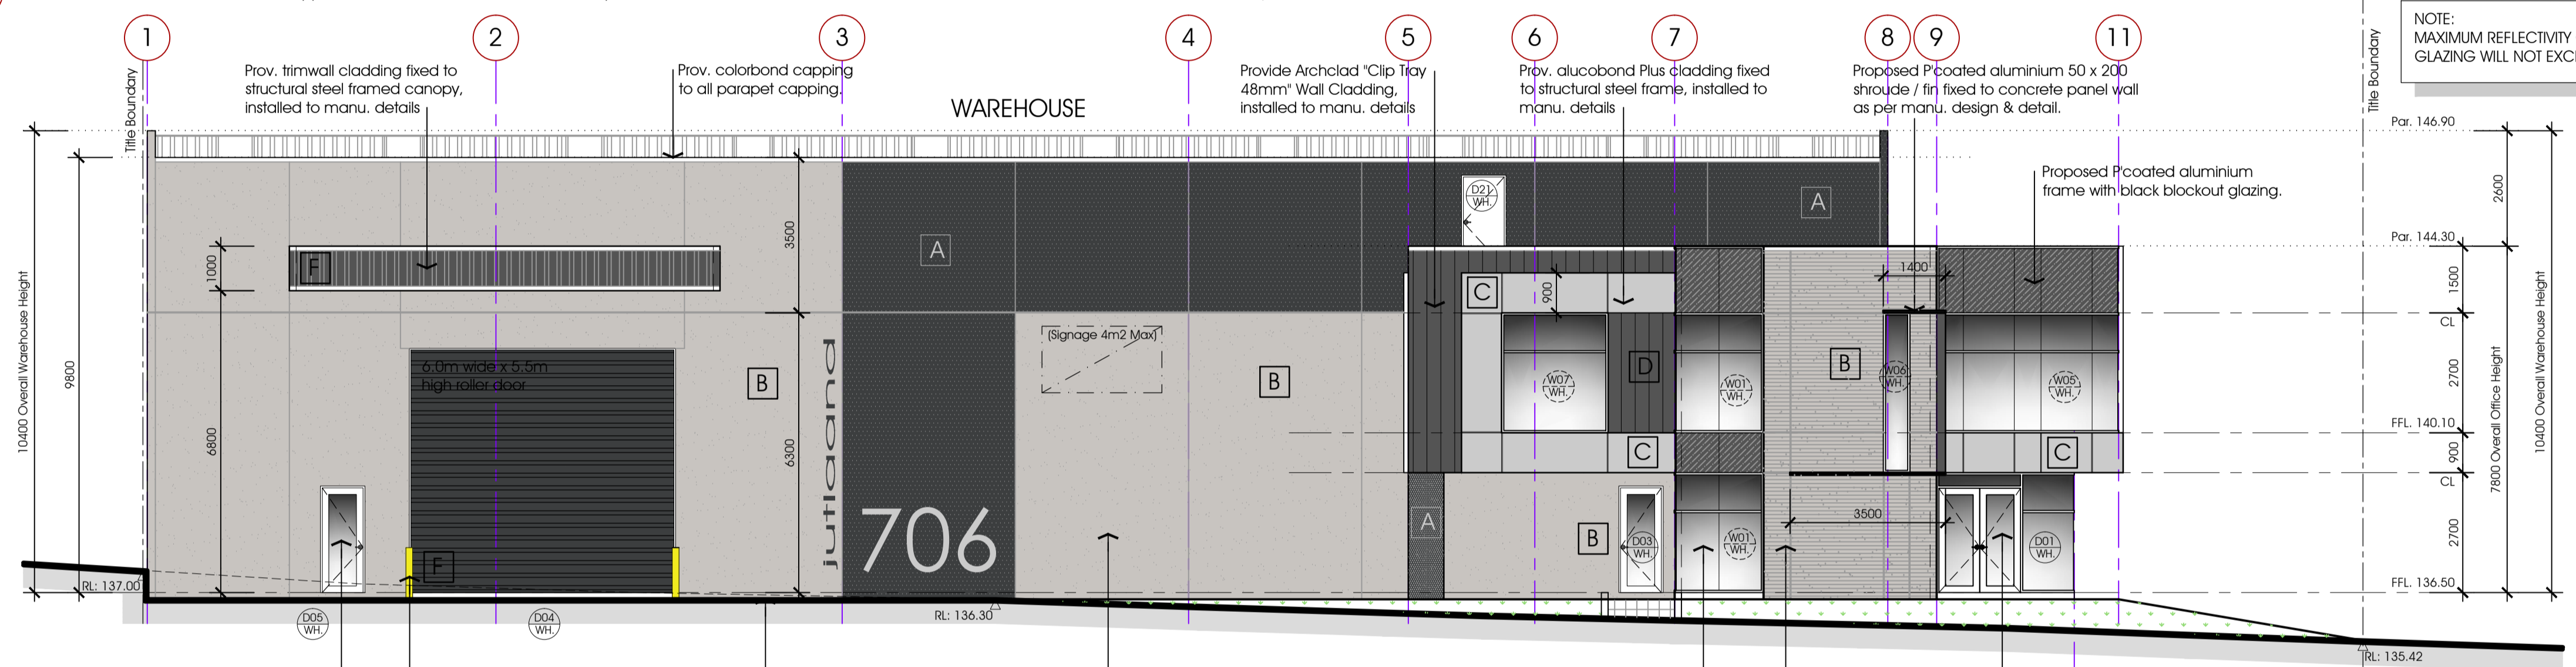 1
2
3
4
5
6
7
8
9
11
NOTE:
MAXIMUM REFLECTIVITY
GLAZING WILL NOT EXC
Title Boundary
Prov. trimwall cladding fixed to
structural steel framed canopy,
installed to manu. details
Prov. colorbond capping
to all parapet capping.
WAREHOUSE
Provide Archclad "Clip Tray
48mm" Wall Cladding,
installed to manu. details
Prov. alucobond Plus cladding fixed
to structural steel frame, installed to
manu. details
Proposed P'coated aluminium 50 x 200
shroude / fin fixed to concrete panel wall
as per manu. design & detail.
Title Boundary
Par. 146.90
Proposed P'coated aluminium
frame with black blockout glazing.
2600
D21
WH.
A
A
3500
Par. 144.30
F
1000
C
900
1400
1500
10400 Overall Warehouse Height
9800
CL
(Signage 4m2 Max)
6.0m wide x 5.5m
high roller door
B
B
D
B
W07
WH.
W01
WH.
W06
WH.
W05
WH.
2700
7800 Overall Office Height
10400 Overall Warehouse Height
6800
6300
jutlaland
FFL. 140.10
C
C
900
CL
706
A
B
3500
D03
WH.
W01
WH.
D01
WH.
2700
F
RL: 137.00
FFL. 136.50
RL: 136.30
D05
WH.
D04
WH.
RL: 135.42